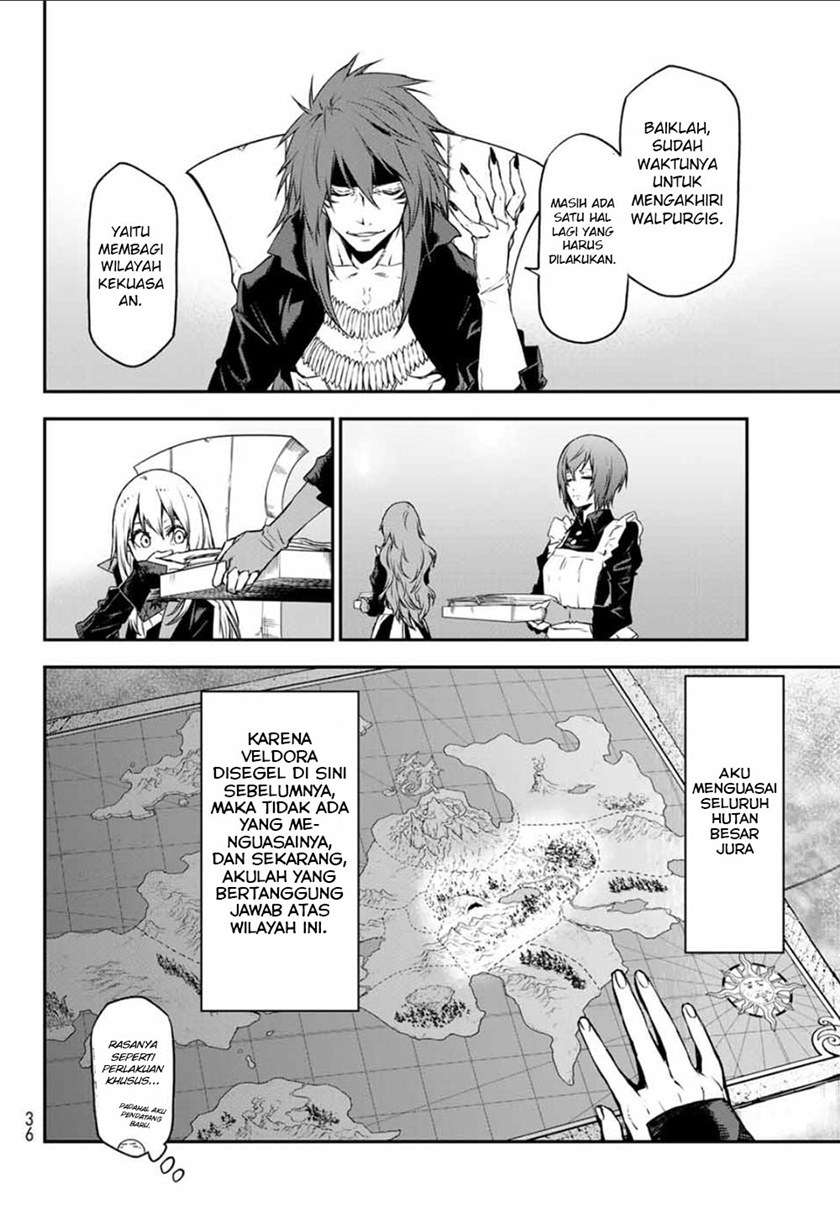 BAIKLAH,
SUDAH
WAKTUNYA
UNTUK
MENGAKHIRI
WALPURGIS.
MASIH ADA
SATU HAL
LAGI YANG
HARUS
DILAKUKAN.
YAITU
MEMBAGI
WILAYAH
KEKUASA
AN.
AKU
MENGUASAI
SELURUH
HUTAN
BESAR
JURA
KARENA
VELDORA
DISEGEL DI SINI
SEBELUMNYA,
MAKA TIDAK ADA
YANG ME-
NGUASAINYA,
DAN SEKARANG,
AKULAH YANG
BERTANGGUNG
JAWAB ATAS
WILAYAH INI.
RASANYA
SEPERTI
PERLAKUAN
KHUSUS...
PADAHAL AKU
PENDATANG
BARU.
36